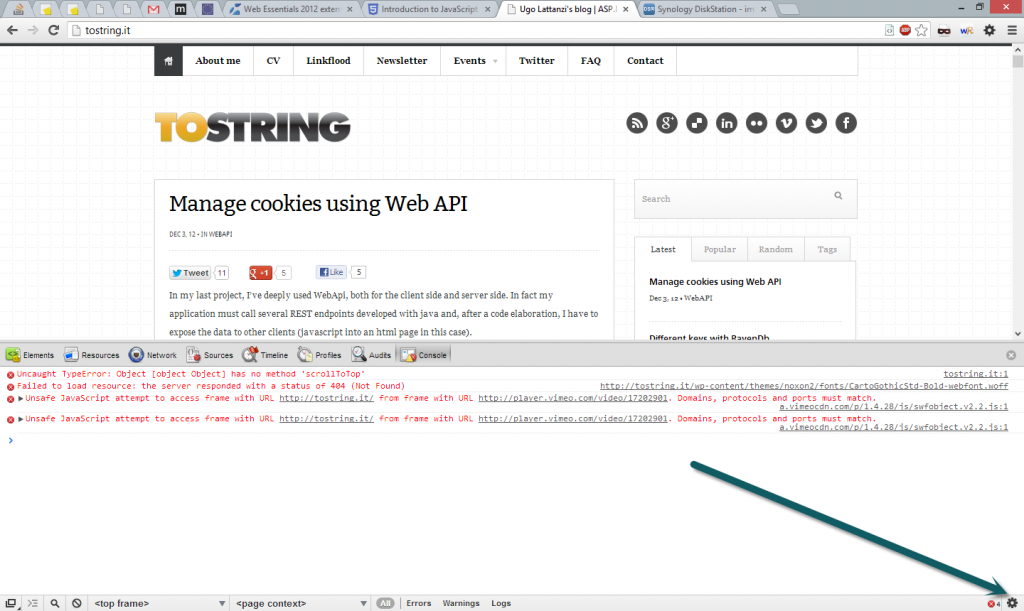 Web Essentials 2012 exten
Introduction to JavaScript
Ugo Lattanzi's blog | ASP.I
Synology DiskStation - im
tostring.it
About me
CV
Linkflood
Newsletter
Events
Twitter
FAQ
Contact
TOSTRING
Manage cookies using Web API
DEC 3, 12 • IN WEBAPI
Tweet 11
+1 5
Like 5
In my last project, I've deeply used WebApi, both for the client side and server side. In fact my
application must call several REST endpoints developed with java and, after a code elaboration, I have to
expose the data to other clients (javascript into an html page in this case).
Search
Latest
Popular
Random
Tags
Manage cookies using Web API
Dec 3, 12 • WebAPI
Different keys with RavenDb
Elements
Resources
Network
Sources
Timeline
Profiles
Audits
Console
Uncaught TypeError: Object [object Object] has no method 'scrollToTop' tostring.it:1
Failed to load resource: the server responded with a status of 404 (Not Found) http://tostring.it/wp-content/themes/noxon2/fonts/CartoGothicStd-Bold-webfont.woff
Unsafe JavaScript attempt to access frame with URL http://tostring.it/ from frame with URL http://player.vimeo.com/video/17202901. Domains, protocols and ports must match.
a.vimeocdn.com/p/1.4.28/js/swfobject.v2.2.js:1
Unsafe JavaScript attempt to access frame with URL http://tostring.it/ from frame with URL http://player.vimeo.com/video/17202901. Domains, protocols and ports must match.
a.vimeocdn.com/p/1.4.28/js/swfobject.v2.2.js:1
<top frame>
<page context>
All
Errors
Warnings
Logs
4